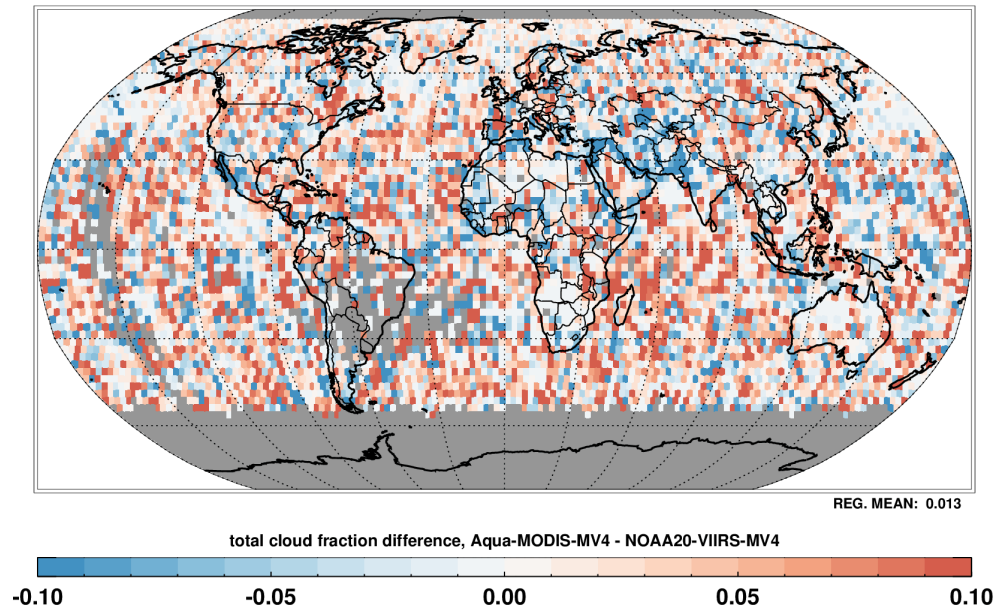 REG. MEAN: 0.013
total cloud fraction difference, Aqua-MODIS-MV4 - NOAA20-VIIRS-MV4
-0.10 -0.05 0.00 0.05 0.10